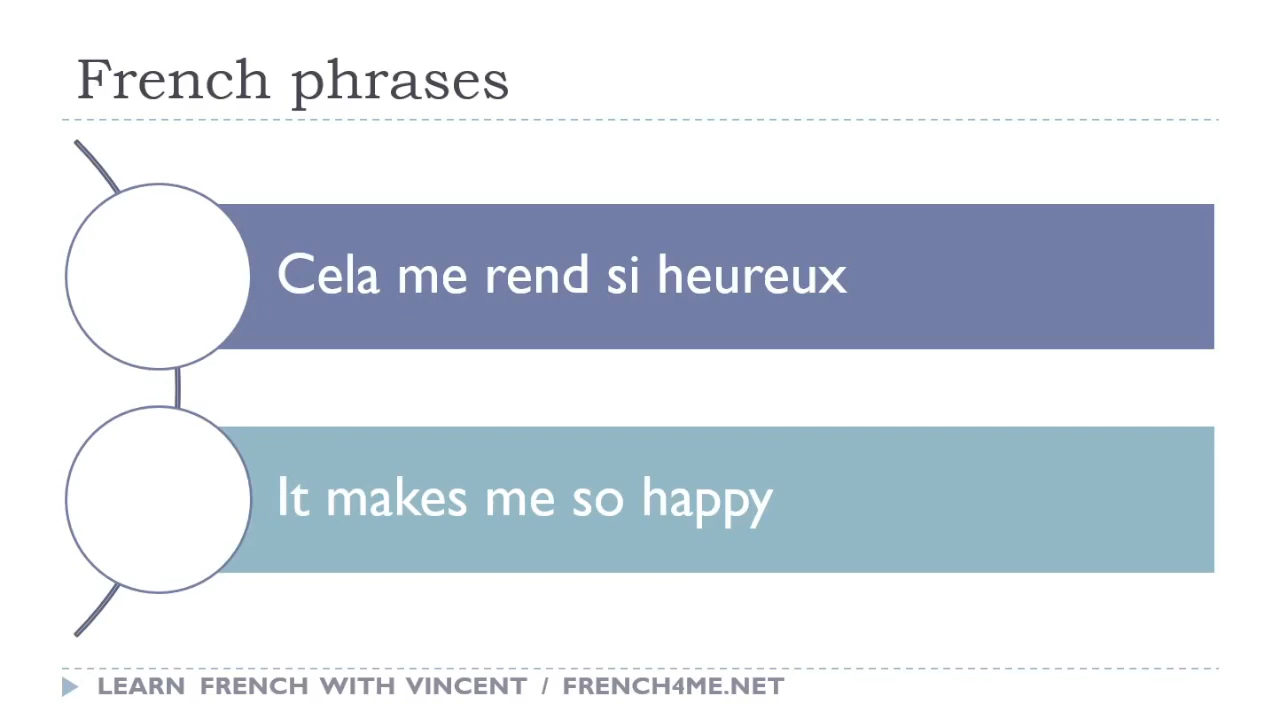 French phrases
Cela me rend si heureux
It makes me so happy
LEARN FRENCH WITH VINCENT / FRENCH4ME.NET